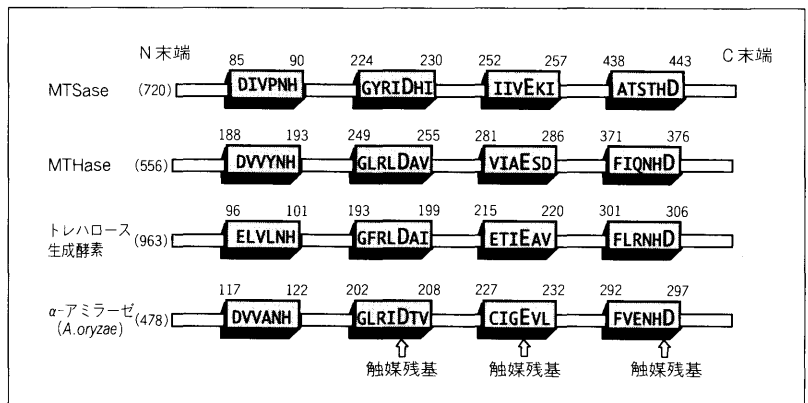 N 末端
C 末端
85 90 224 230 252 257 438 443
MTSase (720) DIVPNH GYRIDHI IIVEKI ATSTHD
188 193 249 255 281 286 371 376
MTHase (556) DVVYNH GLRLDAV VIAESD FIQNHD
96 101 193 199 215 220 301 306
トレハロース
生成酵素 (963) ELVLNH GFRLDAI ETIEAV FLRNHD
117 122 202 208 227 232 292 297
α-アミラーゼ (478) DVVANH GLRIDTV CIGEVL FVENHD
(A.oryzae)
触媒残基 触媒残基 触媒残基